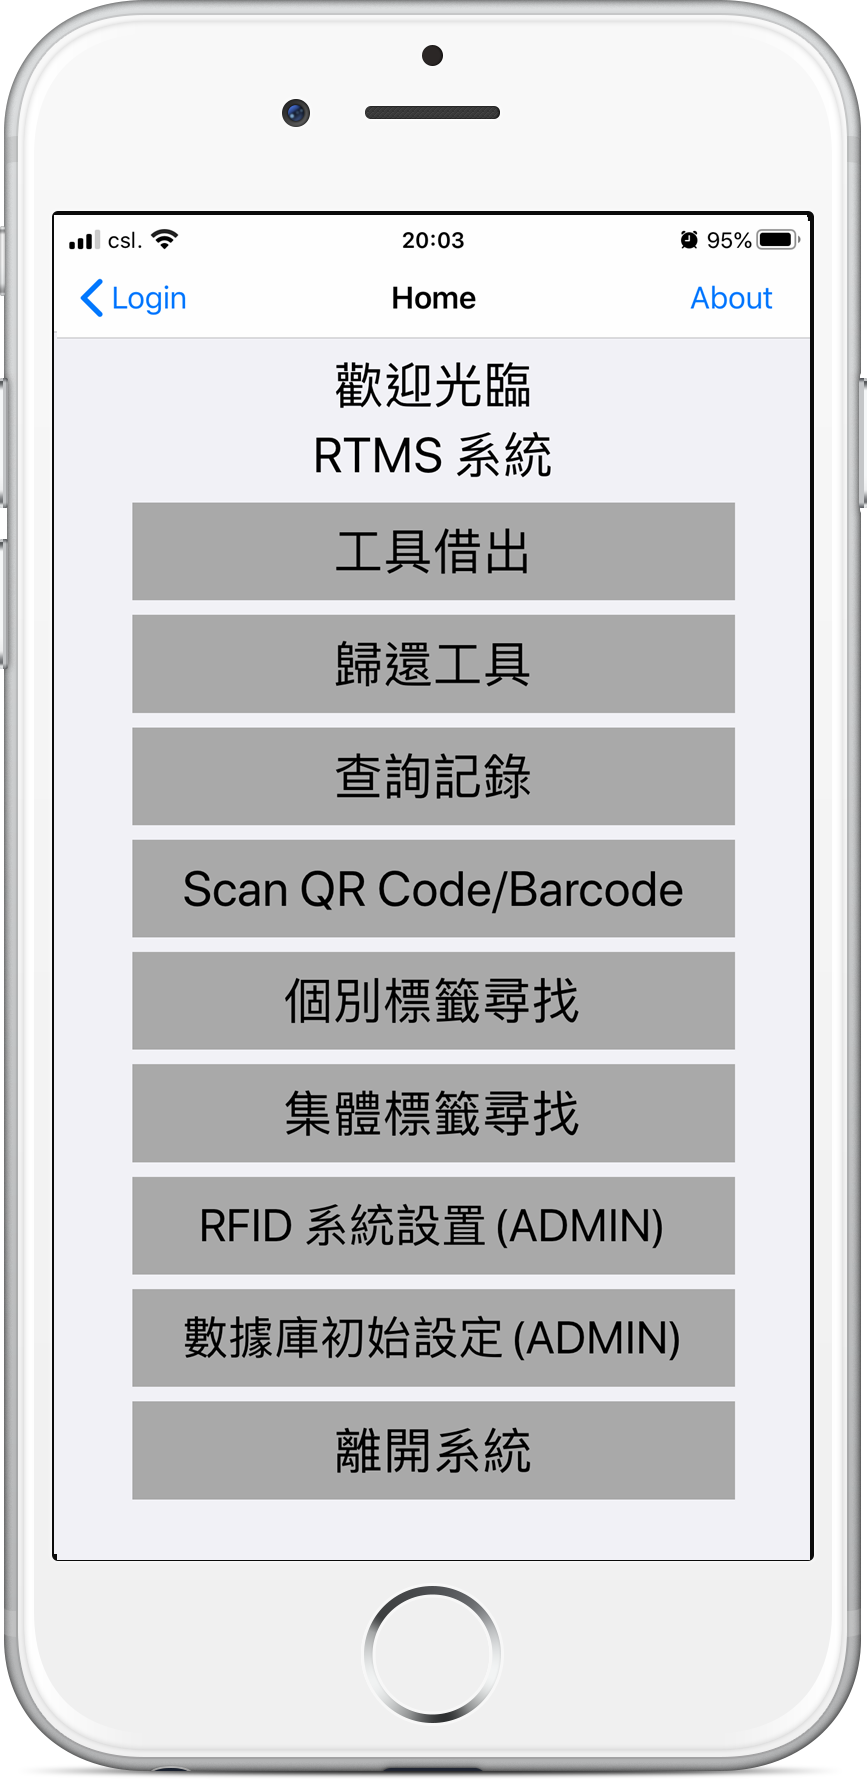 csl. 20:03 95%
Login Home About
歡迎光臨
RTMS 系統
工具借出
歸還工具
查詢記錄
Scan QR Code/Barcode
個別標籤尋找
集體標籤尋找
RFID 系統設置 (ADMIN)
數據庫初始設定 (ADMIN)
離開系統